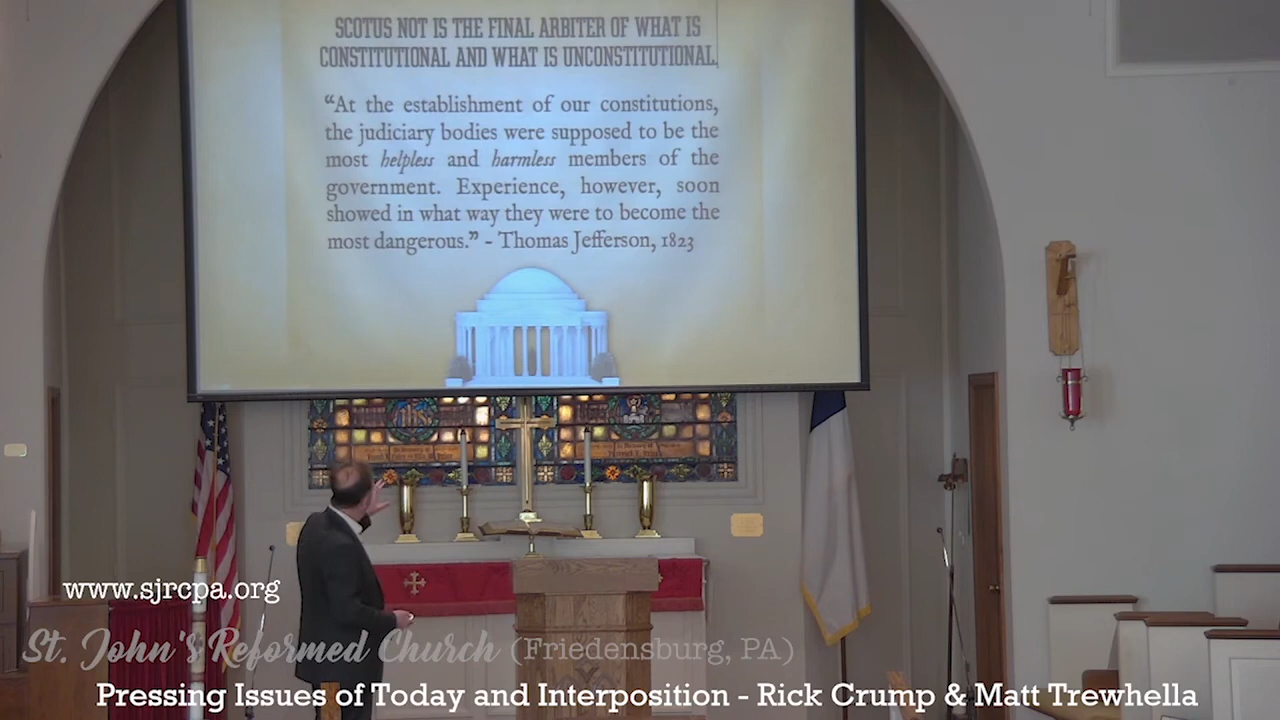 SCOTUS NOT IS THE FINAL ARBITER OF WHAT IS
CONSTITUTIONAL AND WHAT IS UNCONSTITUTIONAL.
“At the establishment of our constitutions,
the judiciary bodies were supposed to be the
most helpless and harmless members of the
government. Experience, however, soon
showed in what way they were to become the
most dangerous.” - Thomas Jefferson, 1823
www.sjrcpa.org
St. John's Reformed Church (Friedensburg, PA)
Pressing Issues of Today and Interposition - Rick Crump & Matt Trewhella